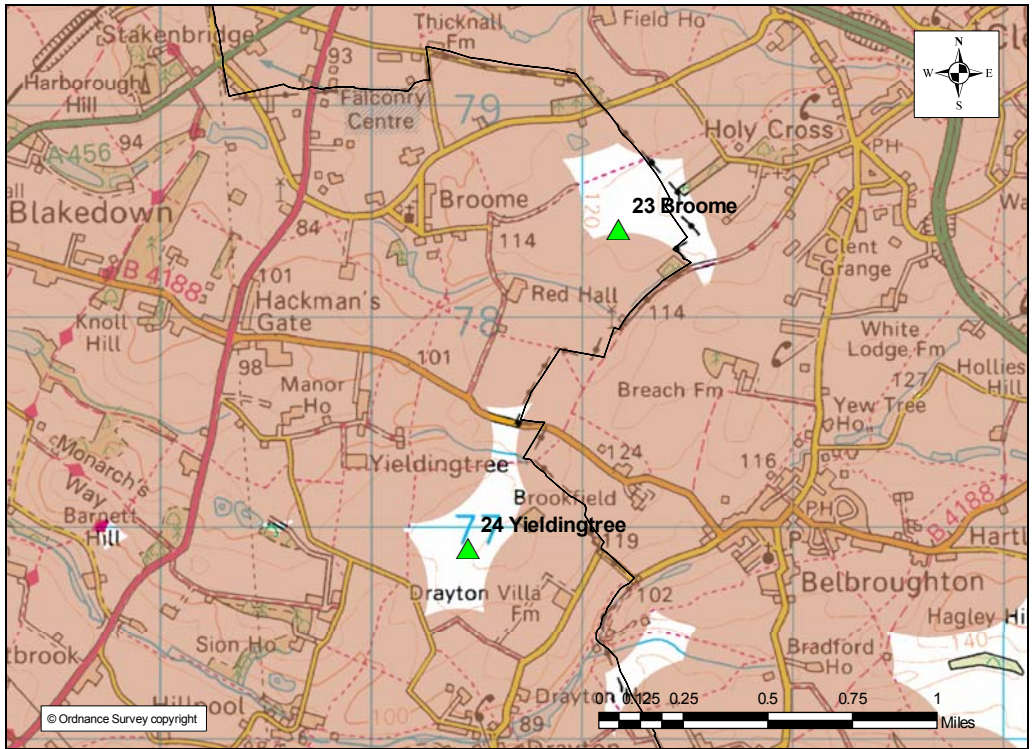 Thicknall
Fm
Field Ho
Stakenbridge
93
Harborough
Hill
Falconry
Centre
79
N
W
E
S
A 456
94
Holy Cross
PH
Blakedown
Broome
120
23 Broome
84
114
Clent
Grange
B 4188
101
Hackman's
Gate
Red Hall
114
78
Knoll
Hill
98
101
White
Lodge Fm
Hollies
Hill
127
Manor
Ho
Breach Fm
Yew Tree
Ho
Monarch's
Way
Yieldingtree
124
116
Barnett
Hill
Brookfield
PH
B 4188
77
24 Yieldingtree
119
Belbroughton
Drayton Villa
Fm
102
Hagley
140
Sion Ho
Bradford
Ho
100
Drayton
89
Drayton
0 0.125 0.25 0.5 0.75 1
Miles
© Ordnance Survey copyright